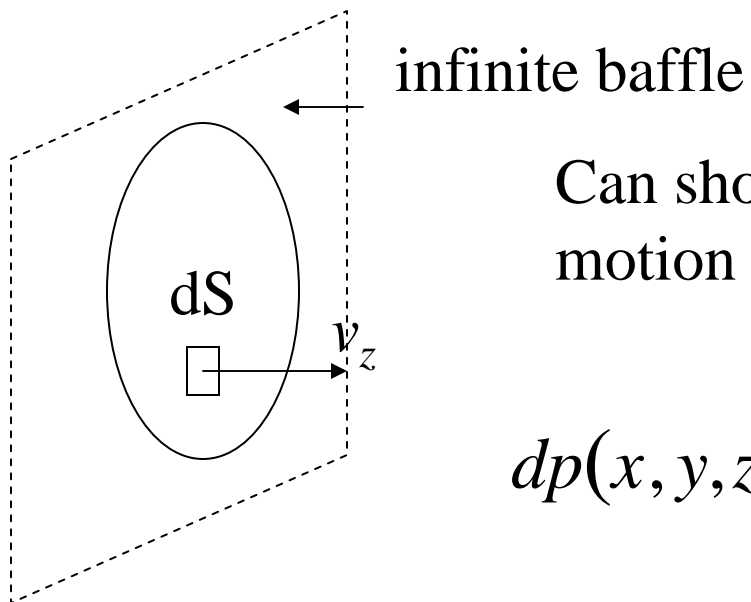 infinite baffle
Can sho
motion
dS
v_z
dp(x, y, z